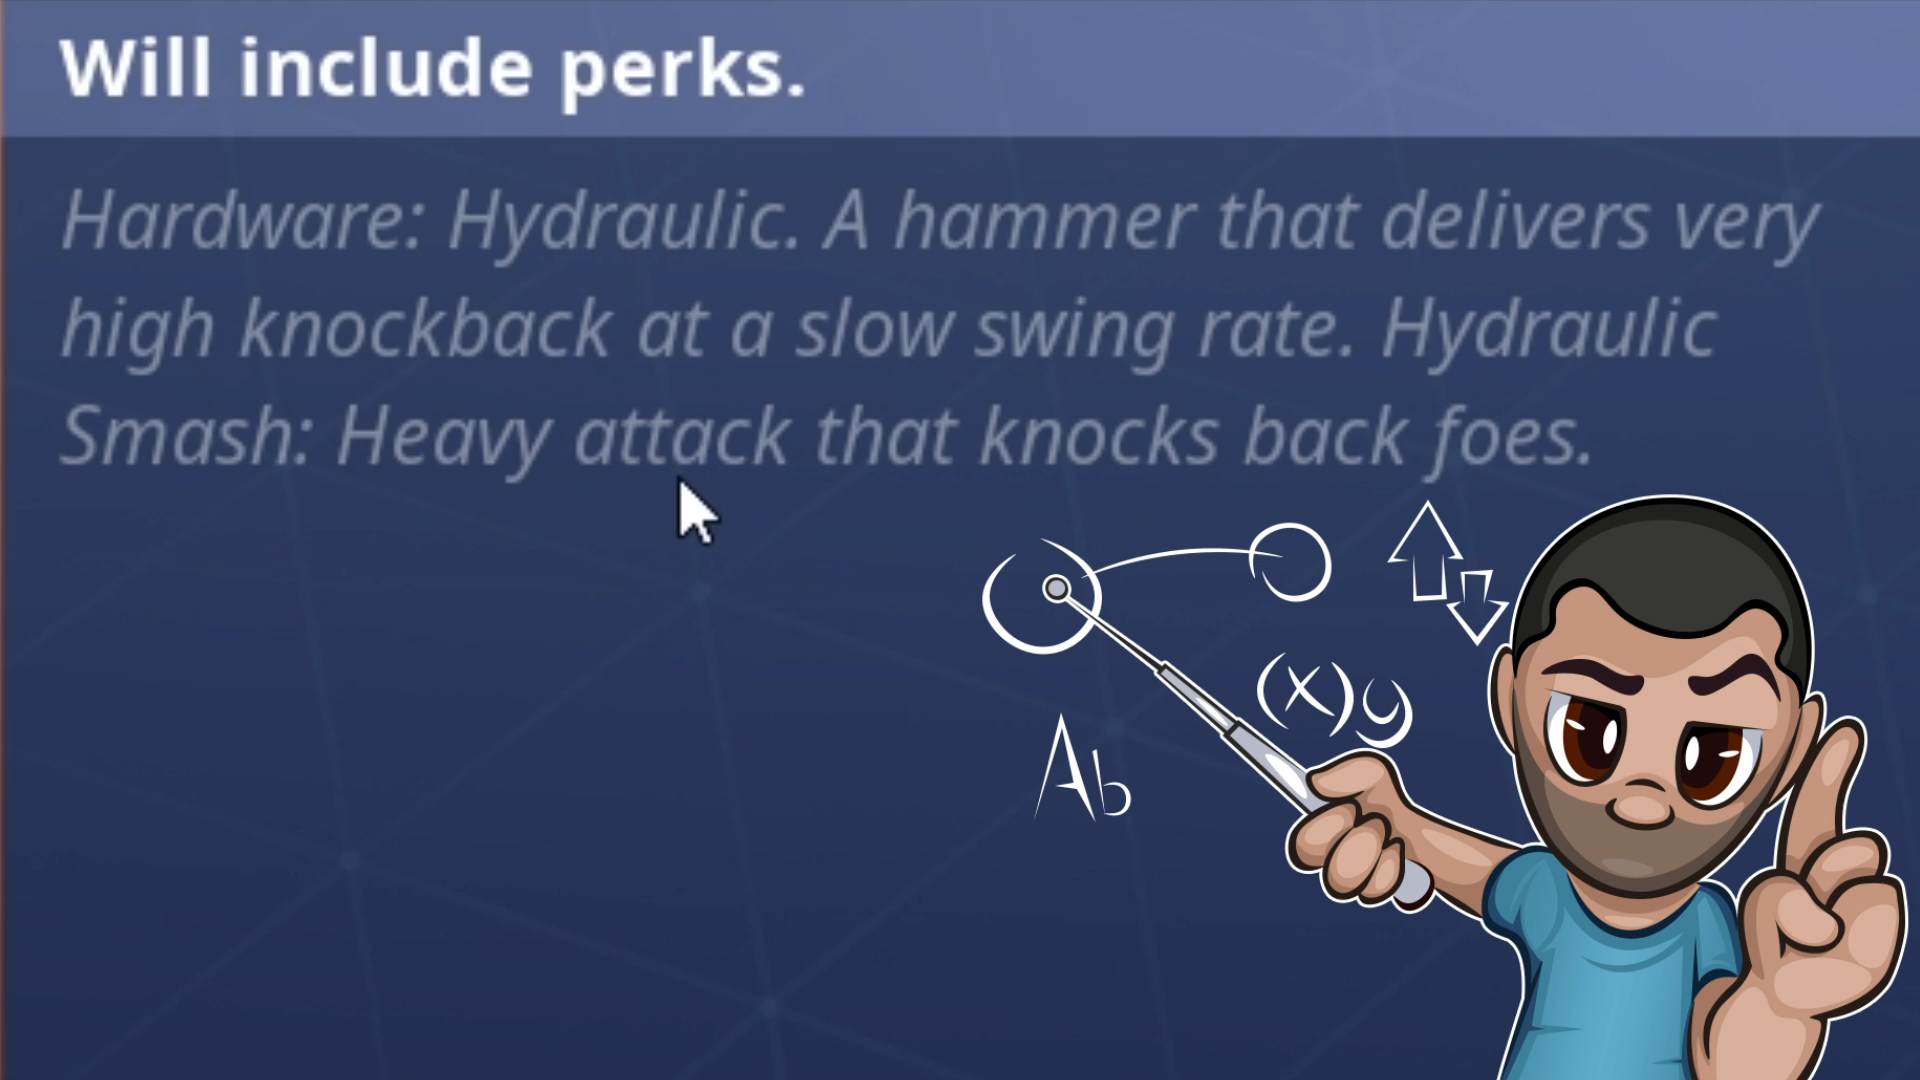 Will include perks.
Hardware: Hydraulic. A hammer that delivers very
high knockback at a slow swing rate. Hydraulic
Smash: Heavy attack that knocks back foes.
(x)y
Ab